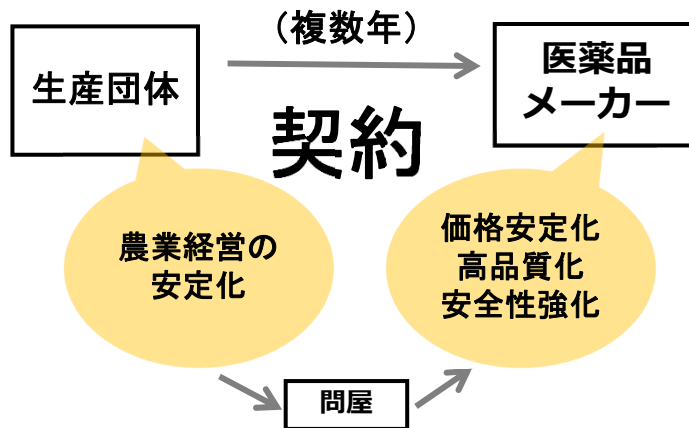 （複数年）
生産団体
医薬品
メーカー
契約
農業経営の
安定化
価格安定化
高品質化
安全性強化
問屋